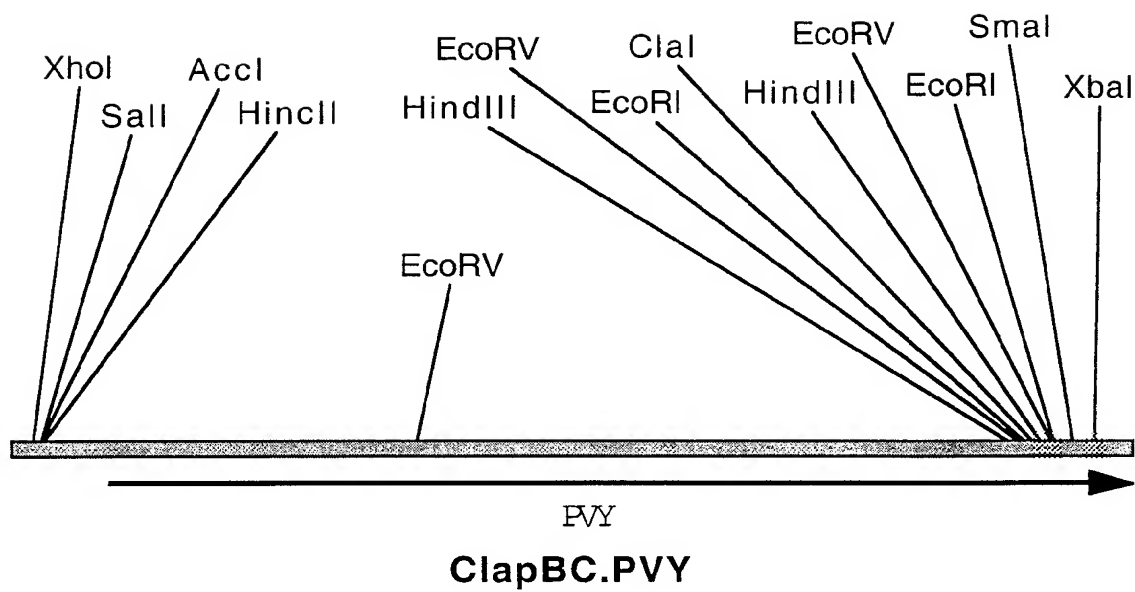 XhoI
SalI
AccI
HincII
EcoRV
HindIII
EcoRV
EcoRI
ClaI
HindIII
EcoRV
EcoRI
SmaI
XbaI
PVY
ClapBC.PVY